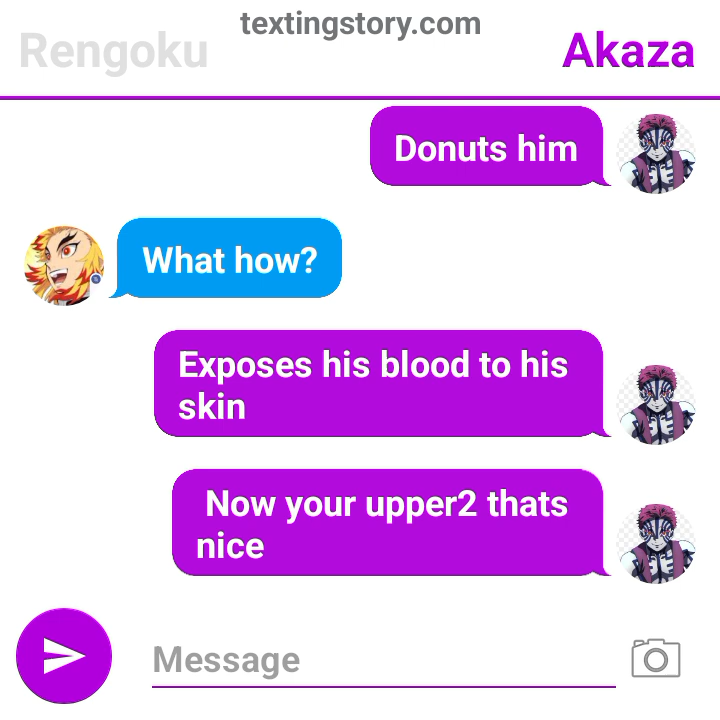 textingstory.com
Rengoku
Akaza
Donuts him
What how?
Exposes his blood to his
skin
Now your upper2 thats
nice
Message